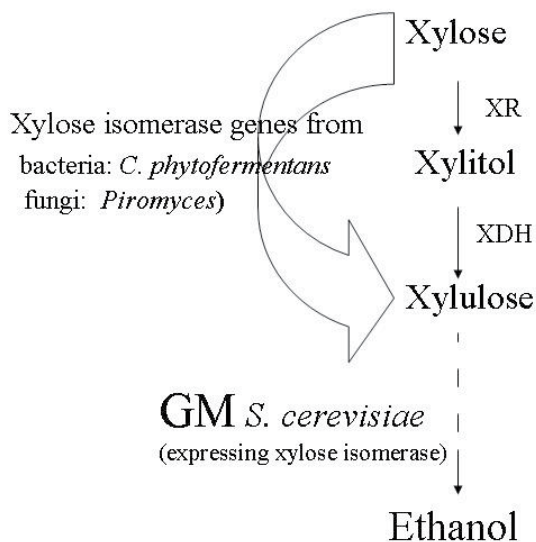 Xylose
XR
Xylose isomerase genes from
bacteria: C. phytofermentans
fungi: Piromyces)
Xylitol
XDH
Xylulose
GM S. cerevisiae
(expressing xylose isomerase)
Ethanol